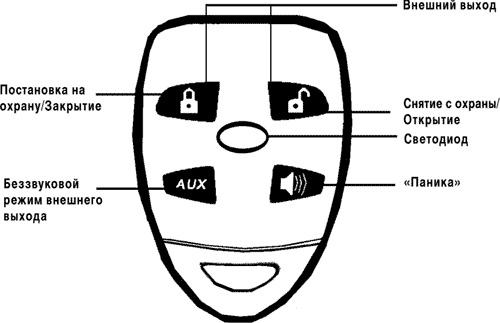 Внешний выход
Постановка на
охрану/Закрытие
Снятие с охраны/
Открытие
Светодиод
Беззвуковой
режим внешнего
выхода
AUX
«Паника»